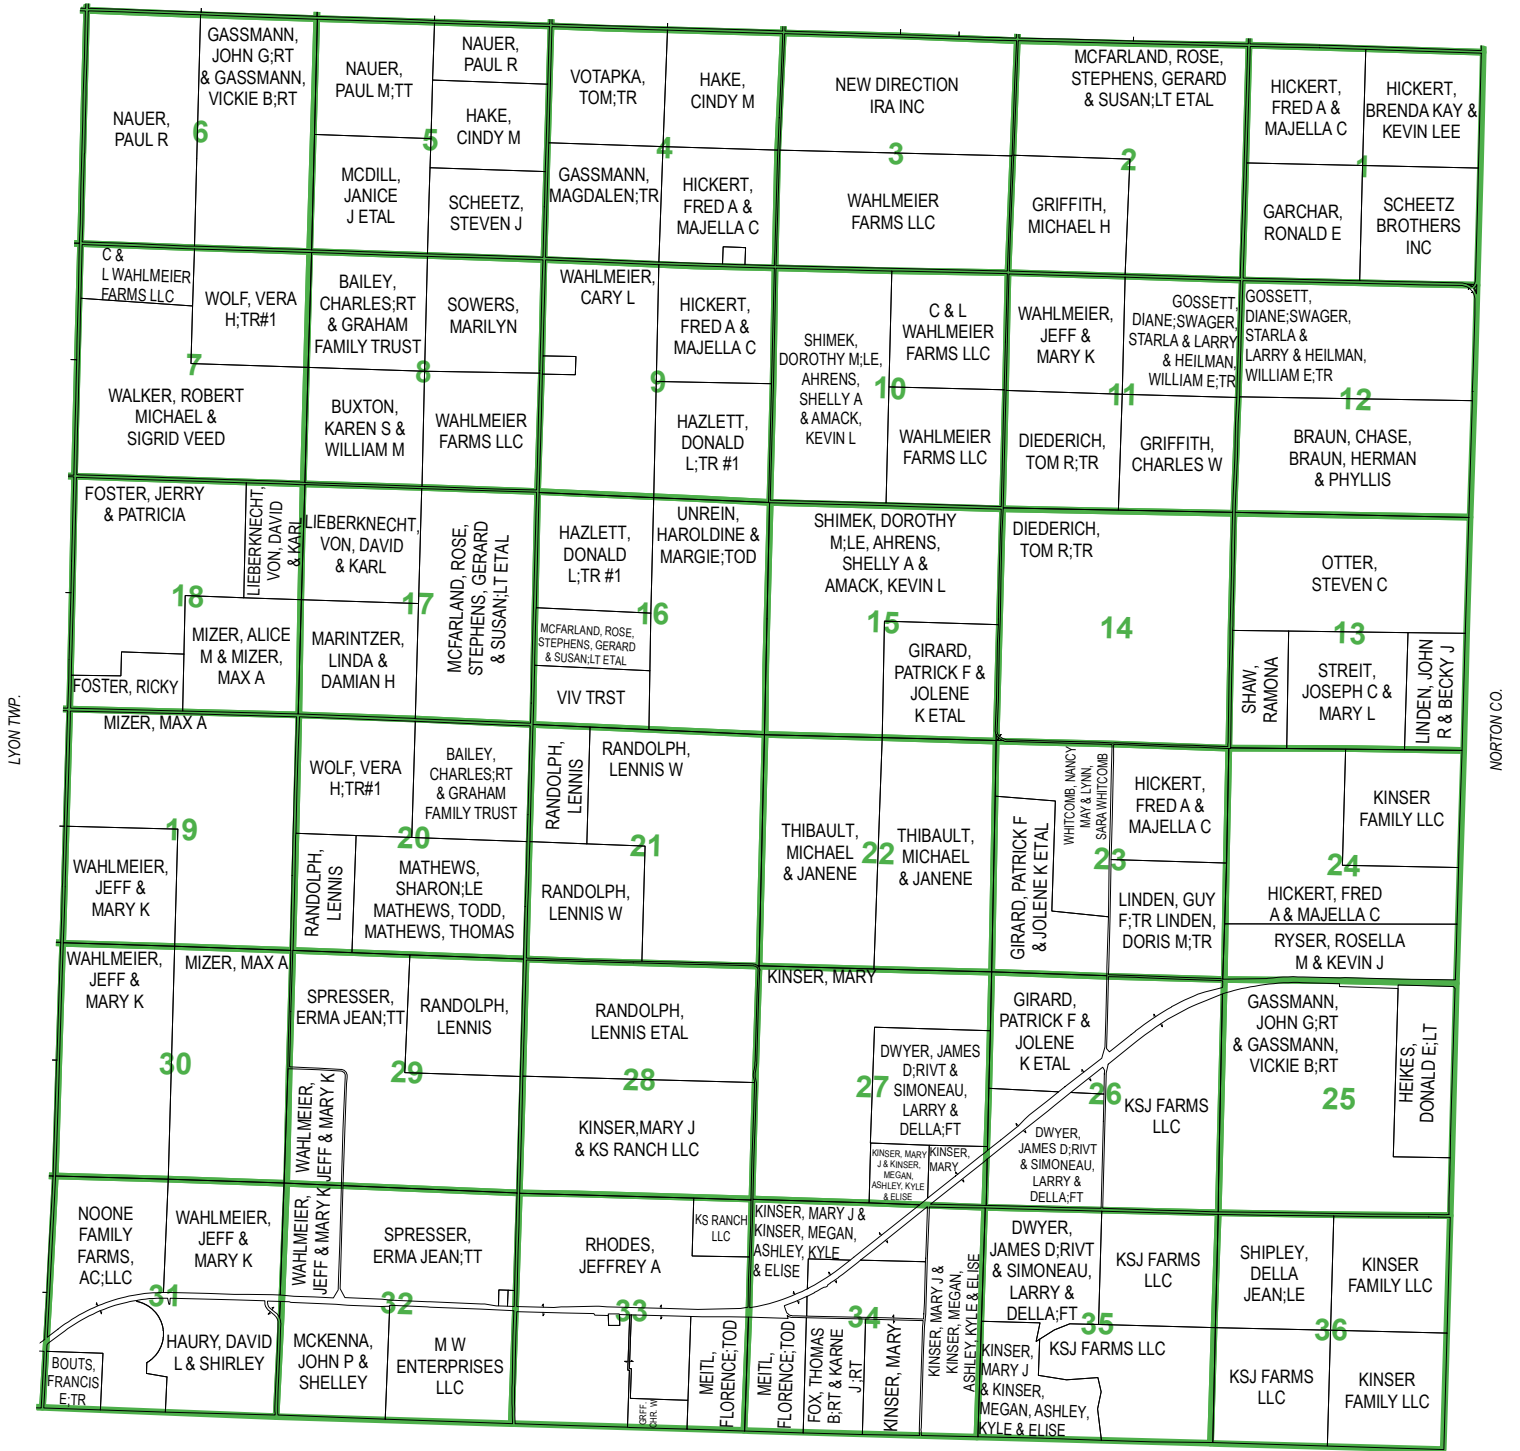 GASSMANN,
JOHN G;RT
& GASSMANN,
VICKIE B;RT
NAUER,
PAUL R
6
NAUER,
PAUL M;TT
NAUER,
PAUL R
HAKE,
CINDY M
5
MCDILL,
JANICE
J ETAL
SCHEETZ,
STEVEN J
VOTAPKA,
TOM;TR
HAKE,
CINDY M
4
GASSMANN,
MAGDALEN;TR
HICKERT,
FRED A &
MAJELLA C
NEW DIRECTION
IRA INC
3
WAHLMEIER
FARMS LLC
MCFARLAND, ROSE,
STEPHENS, GERARD
& SUSAN;LT ETAL
2
GRIFFITH,
MICHAEL H
HICKERT,
FRED A &
MAJELLA C
HICKERT,
BRENDA KAY &
KEVIN LEE
1
GARCHAR,
RONALD E
SCHEETZ
BROTHERS
INC
C &
L WAHLMEIER
FARMS LLC
WOLF, VERA
H;TR#1
7
WALKER, ROBERT
MICHAEL &
SIGRID VEED
BAILEY,
CHARLES;RT
& GRAHAM
FAMILY TRUST
SOWERS,
MARILYN
8
BUXTON,
KAREN S &
WILLIAM M
WAHLMEIER
FARMS LLC
WAHLMEIER,
CARY L
HICKERT,
FRED A &
MAJELLA C
9
HAZLETT,
DONALD
L;TR #1
SHIMEK,
DOROTHY M;LE,
AHRENS,
SHELLY A
& AMACK,
KEVIN L
C & L
WAHLMEIER
FARMS LLC
10
WAHLMEIER
FARMS LLC
WAHLMEIER,
JEFF &
MARY K
GOSSETT,
DIANE;SWAGER,
STARLA & LARRY
& HEILMAN,
WILLIAM E;TR
11
DIEDERICH,
TOM R;TR
GRIFFITH,
CHARLES W
GOSSETT,
DIANE;SWAGER,
STARLA &
LARRY & HEILMAN,
WILLIAM E;TR
12
BRAUN, CHASE,
BRAUN, HERMAN
& PHYLLIS
FOSTER, JERRY
& PATRICIA
LIEBERKNECHT,
VON, DAVID
& KARL
18
MIZER, ALICE
M & MIZER,
MAX A
FOSTER, RICKY
LIEBERKNECHT,
VON, DAVID
& KARL
17
MCFARLAND, ROSE,
STEPHENS, GERARD
& SUSAN;LT ETAL
MARINTZER,
LINDA &
DAMIAN H
HAZLETT,
DONALD
L;TR #1
UNREIN,
HAROLDINE &
MARGIE;TOD
16
MCFARLAND, ROSE,
STEPHENS, GERARD
& SUSAN;LT ETAL
VIV TRST
SHIMEK, DOROTHY
M;LE, AHRENS,
SHELLY A &
AMACK, KEVIN L
15
GIRARD,
PATRICK F &
JOLENE
K ETAL
DIEDERICH,
TOM R;TR
14
OTTER,
STEVEN C
13
SHAW,
RAMONA
STREIT,
JOSEPH C &
MARY L
LINDEN, JOHN
R & BECKY J
LYON TWP.
NORTON CO.
MIZER, MAX A
19
WAHLMEIER,
JEFF &
MARY K
WOLF, VERA
H;TR#1
BAILEY,
CHARLES;RT
& GRAHAM
FAMILY TRUST
20
RANDOLPH,
LENNIS
MATHEWS,
SHARON;LE
MATHEWS, TODD,
MATHEWS, THOMAS
RANDOLPH,
LENNIS
RANDOLPH,
LENNIS W
21
RANDOLPH,
LENNIS W
THIBAULT,
MICHAEL
& JANENE
22
THIBAULT,
MICHAEL
& JANENE
GIRARD, PATRICK F
& JOLENE K ETAL
WHITCOMB, NANCY
MAY & LYNN,
SARA WHITCOMB
HICKERT,
FRED A &
MAJELLA C
23
LINDEN, GUY
F;TR LINDEN,
DORIS M;TR
KINSER
FAMILY LLC
24
HICKERT, FRED
A & MAJELLA C
RYSER, ROSELLA
M & KEVIN J
WAHLMEIER,
JEFF &
MARY K
MIZER, MAX A
30
SPRESSER,
ERMA JEAN;TT
RANDOLPH,
LENNIS
29
WAHLMEIER,
JEFF & MARY K
RANDOLPH,
LENNIS ETAL
28
KINSER,MARY J
& KS RANCH LLC
KINSER, MARY
DWYER, JAMES
D;RIVT &
SIMONEAU,
LARRY &
DELLA;FT
27
KINSER, MARY
J & KINSER,
MEGAN,
ASHLEY, KYLE
& ELISE
KINSER,
MARY
GIRARD,
PATRICK F &
JOLENE
K ETAL
26
KSJ FARMS
LLC
DWYER,
JAMES D;RIVT
& SIMONEAU,
LARRY &
DELLA;FT
GASSMANN,
JOHN G;RT
& GASSMANN,
VICKIE B;RT
25
HEIKES,
DONALD E;LT
NOONE
FAMILY
FARMS,
AC;LLC
WAHLMEIER,
JEFF &
MARY K
31
BOUTS,
FRANCIS
E;TR
HAURY, DAVID
L & SHIRLEY
WAHLMEIER,
JEFF & MARY K
SPRESSER,
ERMA JEAN;TT
32
MCKENNA,
JOHN P &
SHELLEY
M W
ENTERPRISES
LLC
RHODES,
JEFFREY A
KS RANCH
LLC
33
GRFF,
CHR. W
MEITL,
FLORENCE;TOD
KINSER, MARY J &
KINSER, MEGAN,
ASHLEY, KYLE
& ELISE
34
MEITL,
FLORENCE;TOD
FOX, THOMAS
B;RT & KARNE
J ;RT
KINSER, MARY
KINSER, MARY J &
KINSER, MEGAN,
ASHLEY, KYLE & ELISE
DWYER,
JAMES D;RIVT
& SIMONEAU,
LARRY &
DELLA;FT
KSJ FARMS
LLC
35
KSJ FARMS LLC
KINSER,
MARY J
& KINSER,
MEGAN, ASHLEY,
KYLE & ELISE
SHIPLEY,
DELLA
JEAN;LE
KINSER
FAMILY LLC
36
KSJ FARMS
LLC
KINSER
FAMILY LLC